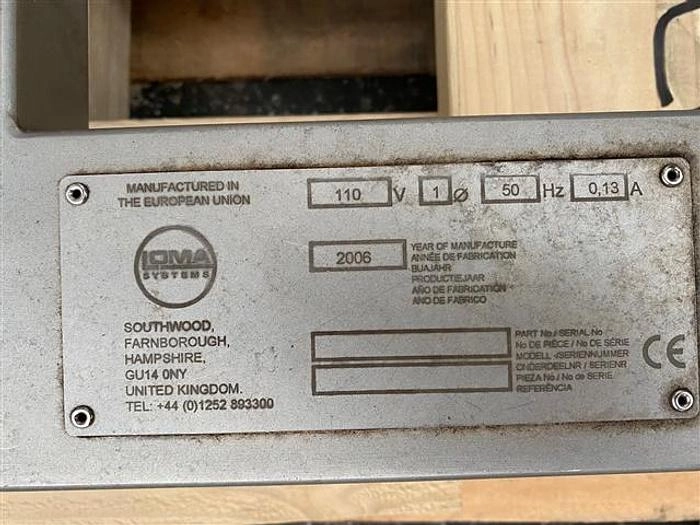 MANUFACTURED IN
THE EUROPEAN UNION
110 V 1 Ø 50 Hz 0,13 A
LOMA
SYSTEMS
2006
YEAR OF MANUFACTURE
ANNÉE DE FABRICATION
BUAJAHR
PRODUCTIEJAAR
AÑO DE FABRICATION
ANO DE FABRICO
SOUTHWOOD,
FARNBOROUGH,
HAMPSHIRE,
GU14 0NY
UNITED KINGDOM.
TEL: +44 (0)1252 893300
PART No / SERIAL No
No DE PIÈCE / No DE SÉRIE
MODELL -/SERIENNUMMER
ONDERDEELNR / SERIENR
PIEZA No / No de SERIE
REFERÊNCIA
CE